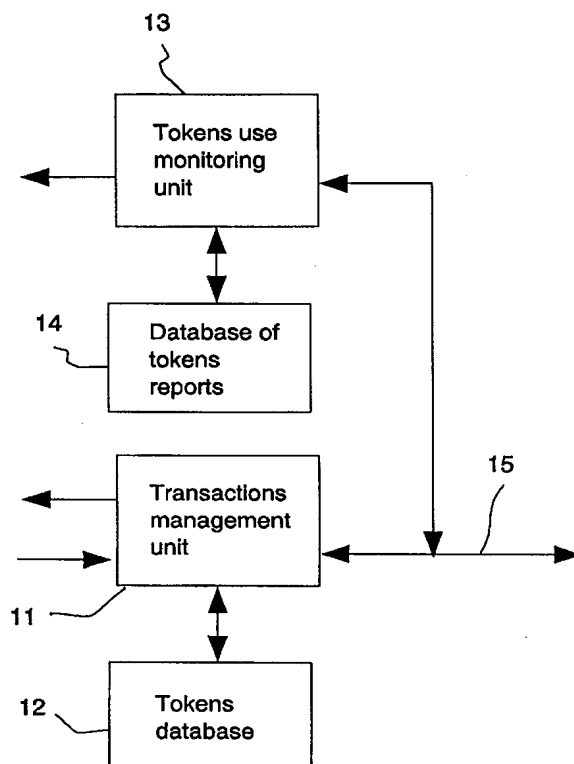 13
Tokens use
monitoring
unit
14
Database of
tokens
reports
15
Transactions
management
unit
11
12
Tokens
database